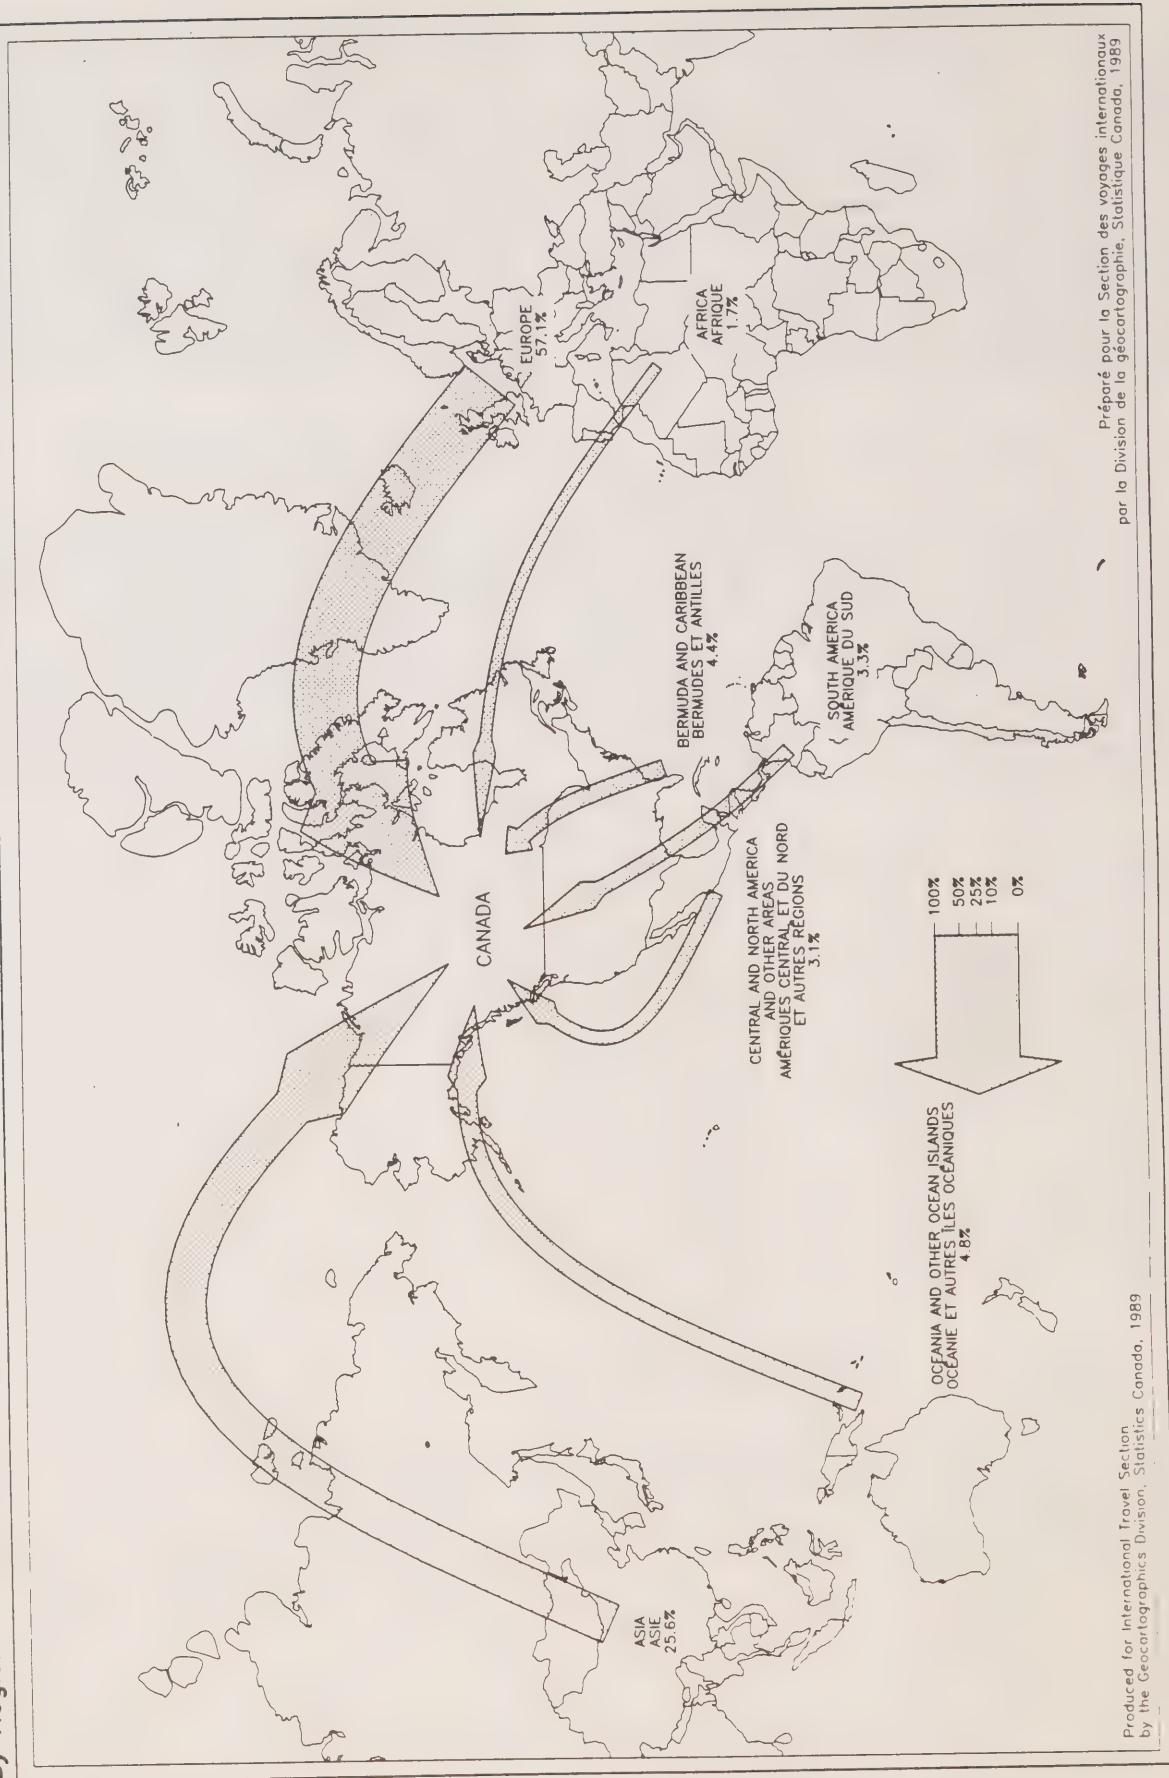 EUROPE
57.1%
AFRICA
AFRIQUE
1.7%
BERMUDA AND CARIBBEAN
BERMUDES ET ANTILLES
4.4%
SOUTH AMERICA
AMÉRIQUE DU SUD
3.3%
CANADA
CENTRAL AND NORTH AMERICA
AND OTHER AREAS
AMÉRIQUES CENTRAL ET DU NORD
ET AUTRES RÉGIONS
3.1%
ASIA
ASIE
25.6%
OCEANIA AND OTHER OCEAN ISLANDS
OCÉANIE ET AUTRES ÎLES OCÉANIQUES
4.8%
100%
50%
25%
10%
0%
Produced for International Travel Section
by the Geocartographics Division, Statistics Canada, 1989
Préparé pour la Section des voyages internationaux
par la Division de la géocartographie, Statistique Canada, 1989